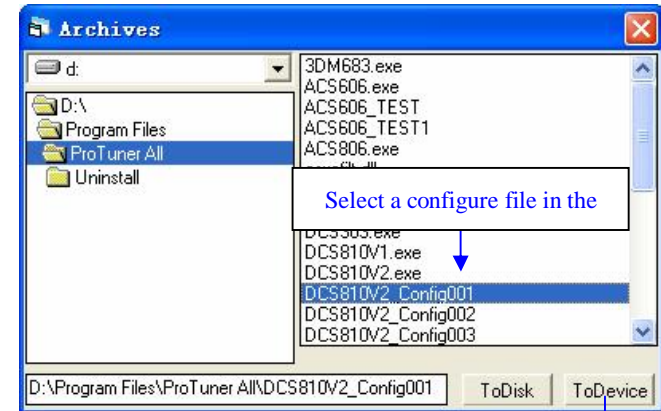 Archives
d:
D:\
Program Files
ProTuner All
Uninstall
3DM683.exe
ACS606.exe
ACS606_TEST
ACS606_TEST1
ACS806.exe
Select a configure file in the
DCS810V1.exe
DCS810V2.exe
DCS810V2_Config001
DCS810V2_Config002
DCS810V2_Config003
D:\Program Files\ProTuner All\DCS810V2_Config001
ToDisk
ToDevice